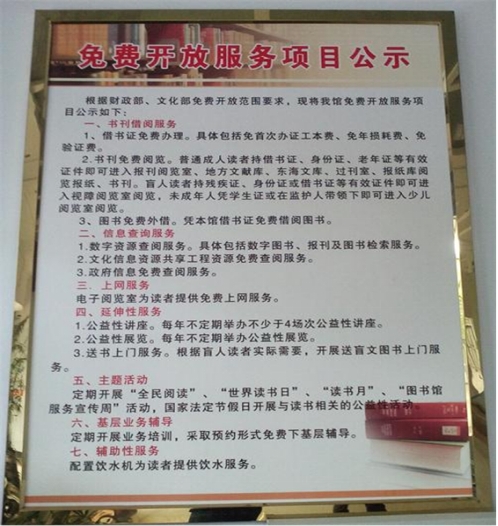 免费开放服务项目公示
根据财政部、文化部免费开放范围要求，现将我馆免费开放服务项
目公示如下：
一、书刊借阅服务
1、借书证免费办理。具体包括免首次办证工本费、免年损耗费、免
验证费。
2.书刊免费阅览。普通成人读者持借书证、身份证、老年证等有效
证件即可进入报刊阅览室、地方文献库、东海文库、过刊室、报纸库阅
览报纸、书刊。盲人读者持残疾证、身份证或借书证等有效证件即可进
入视障阅览室阅览，未成年人凭学生证或在监护人带领下即可进入少儿
阅览室阅览。
3、图书免费外借。凭本馆借书证免费借阅图书。
二、信息查询服务
1.数字资源查阅服务。具体包括数字图书、报刊及图书检索服务。
2.文化信息资源共享工程资源免费查阅服务。
3.政府信息免费查阅服务。
三．上网服务
电子阅览室为读者提供免费上网服务。
四、延伸性服务
1.公益性讲座。每年不定期举办不少于4场次公益性讲座。
2.公益性展览。每年不定期举办公益性展览。
3.送书上门服务。根据盲人读者实际需要，开展送盲文图书上门服
务。
五、主题活动
定期开展“全民阅读”、“世界读书日”、“读书月”、“图书馆
服务宣传周”活动，国家法定节假日开展与读书相关的公益性活动。
六、基层业务辅导
定期开展业务培训，采取预约形式免费下基层辅导。
七、辅助性服务
配置饮水机为读者提供饮水服务。